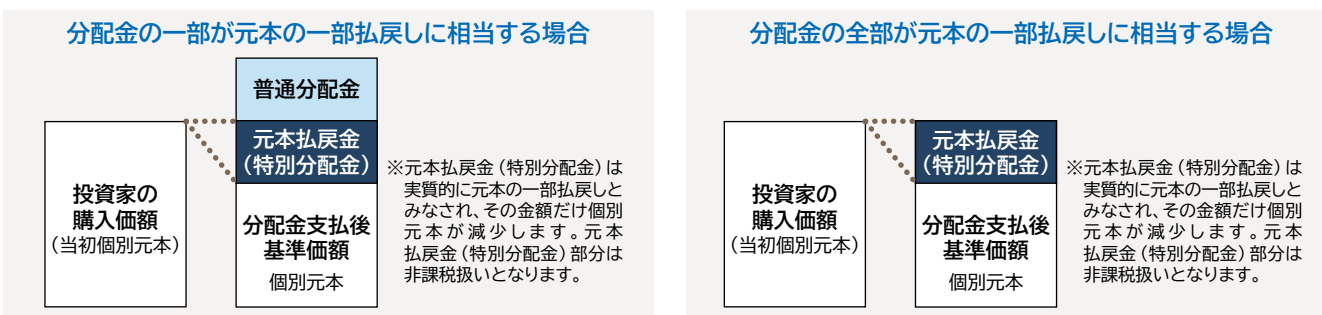 分配金の一部が元本の一部払戻しに相当する場合
普通分配金
元本払戻金
（特別分配金）
投資家の
購入価額
（当初個別元本）
分配金支払後
基準価額
個別元本
※元本払戻金（特別分配金）は
実質的に元本の一部払戻しと
みなされ、その金額だけ個別
元本が減少します。元本
払戻金（特別分配金）部分は
非課税扱いとなります。
分配金の全部が元本の一部払戻しに相当する場合
元本払戻金
（特別分配金）
投資家の
購入価額
（当初個別元本）
分配金支払後
基準価額
個別元本
※元本払戻金（特別分配金）は
実質的に元本の一部払戻しと
みなされ、その金額だけ個別
元本が減少します。元本
払戻金（特別分配金）部分は
非課税扱いとなります。